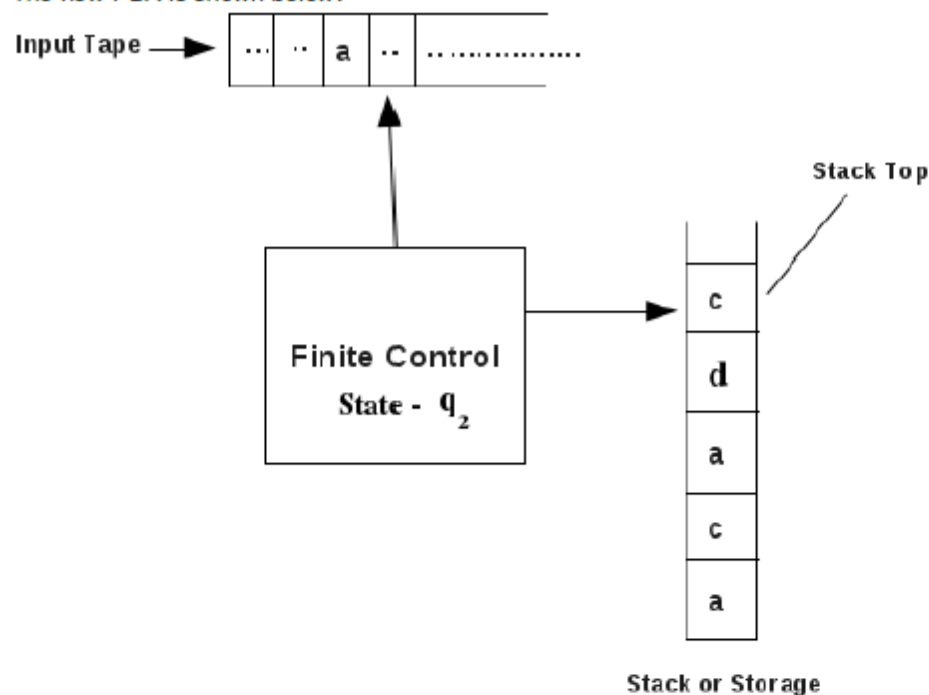 Input Tape
... .. a .. ..................
Stack Top
c
Finite Control
d
State - q2
a
c
a
Stack or Storage